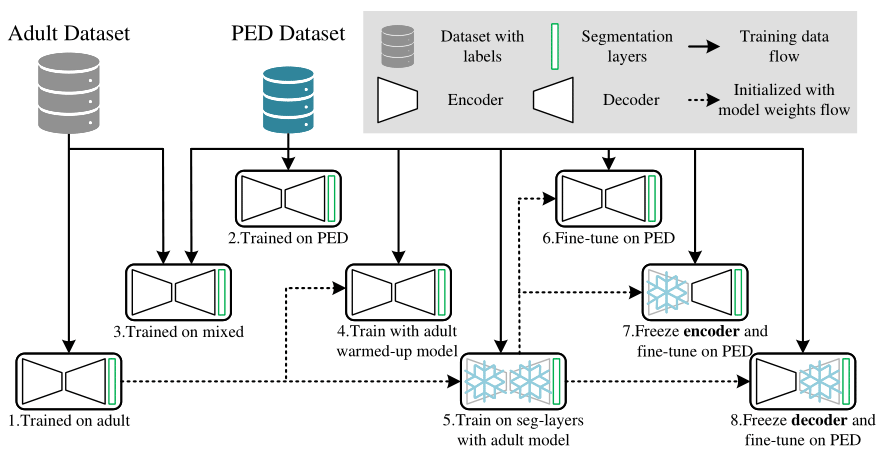 Adult Dataset
PED Dataset
Dataset with
labels
Segmentation
layers
Training data
flow
Encoder
Decoder
Initialized with
model weights flow
2.Trained on PED
6.Fine-tune on PED
3.Trained on mixed
4.Train with adult
warmed-up model
7.Freeze encoder and
fine-tune on PED
1.Trained on adult
5.Train on seg-layers
with adult model
8.Freeze decoder and
fine-tune on PED